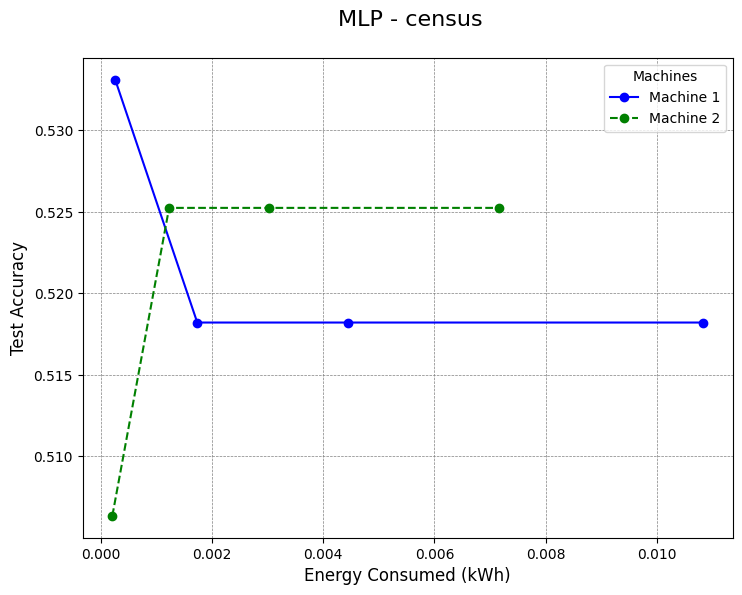 MLP - census
Machines
Machine 1
Machine 2
0.530
0.525
0.520
0.515
0.510
Test Accuracy
0.000 0.002 0.004 0.006 0.008 0.010
Energy Consumed (kWh)